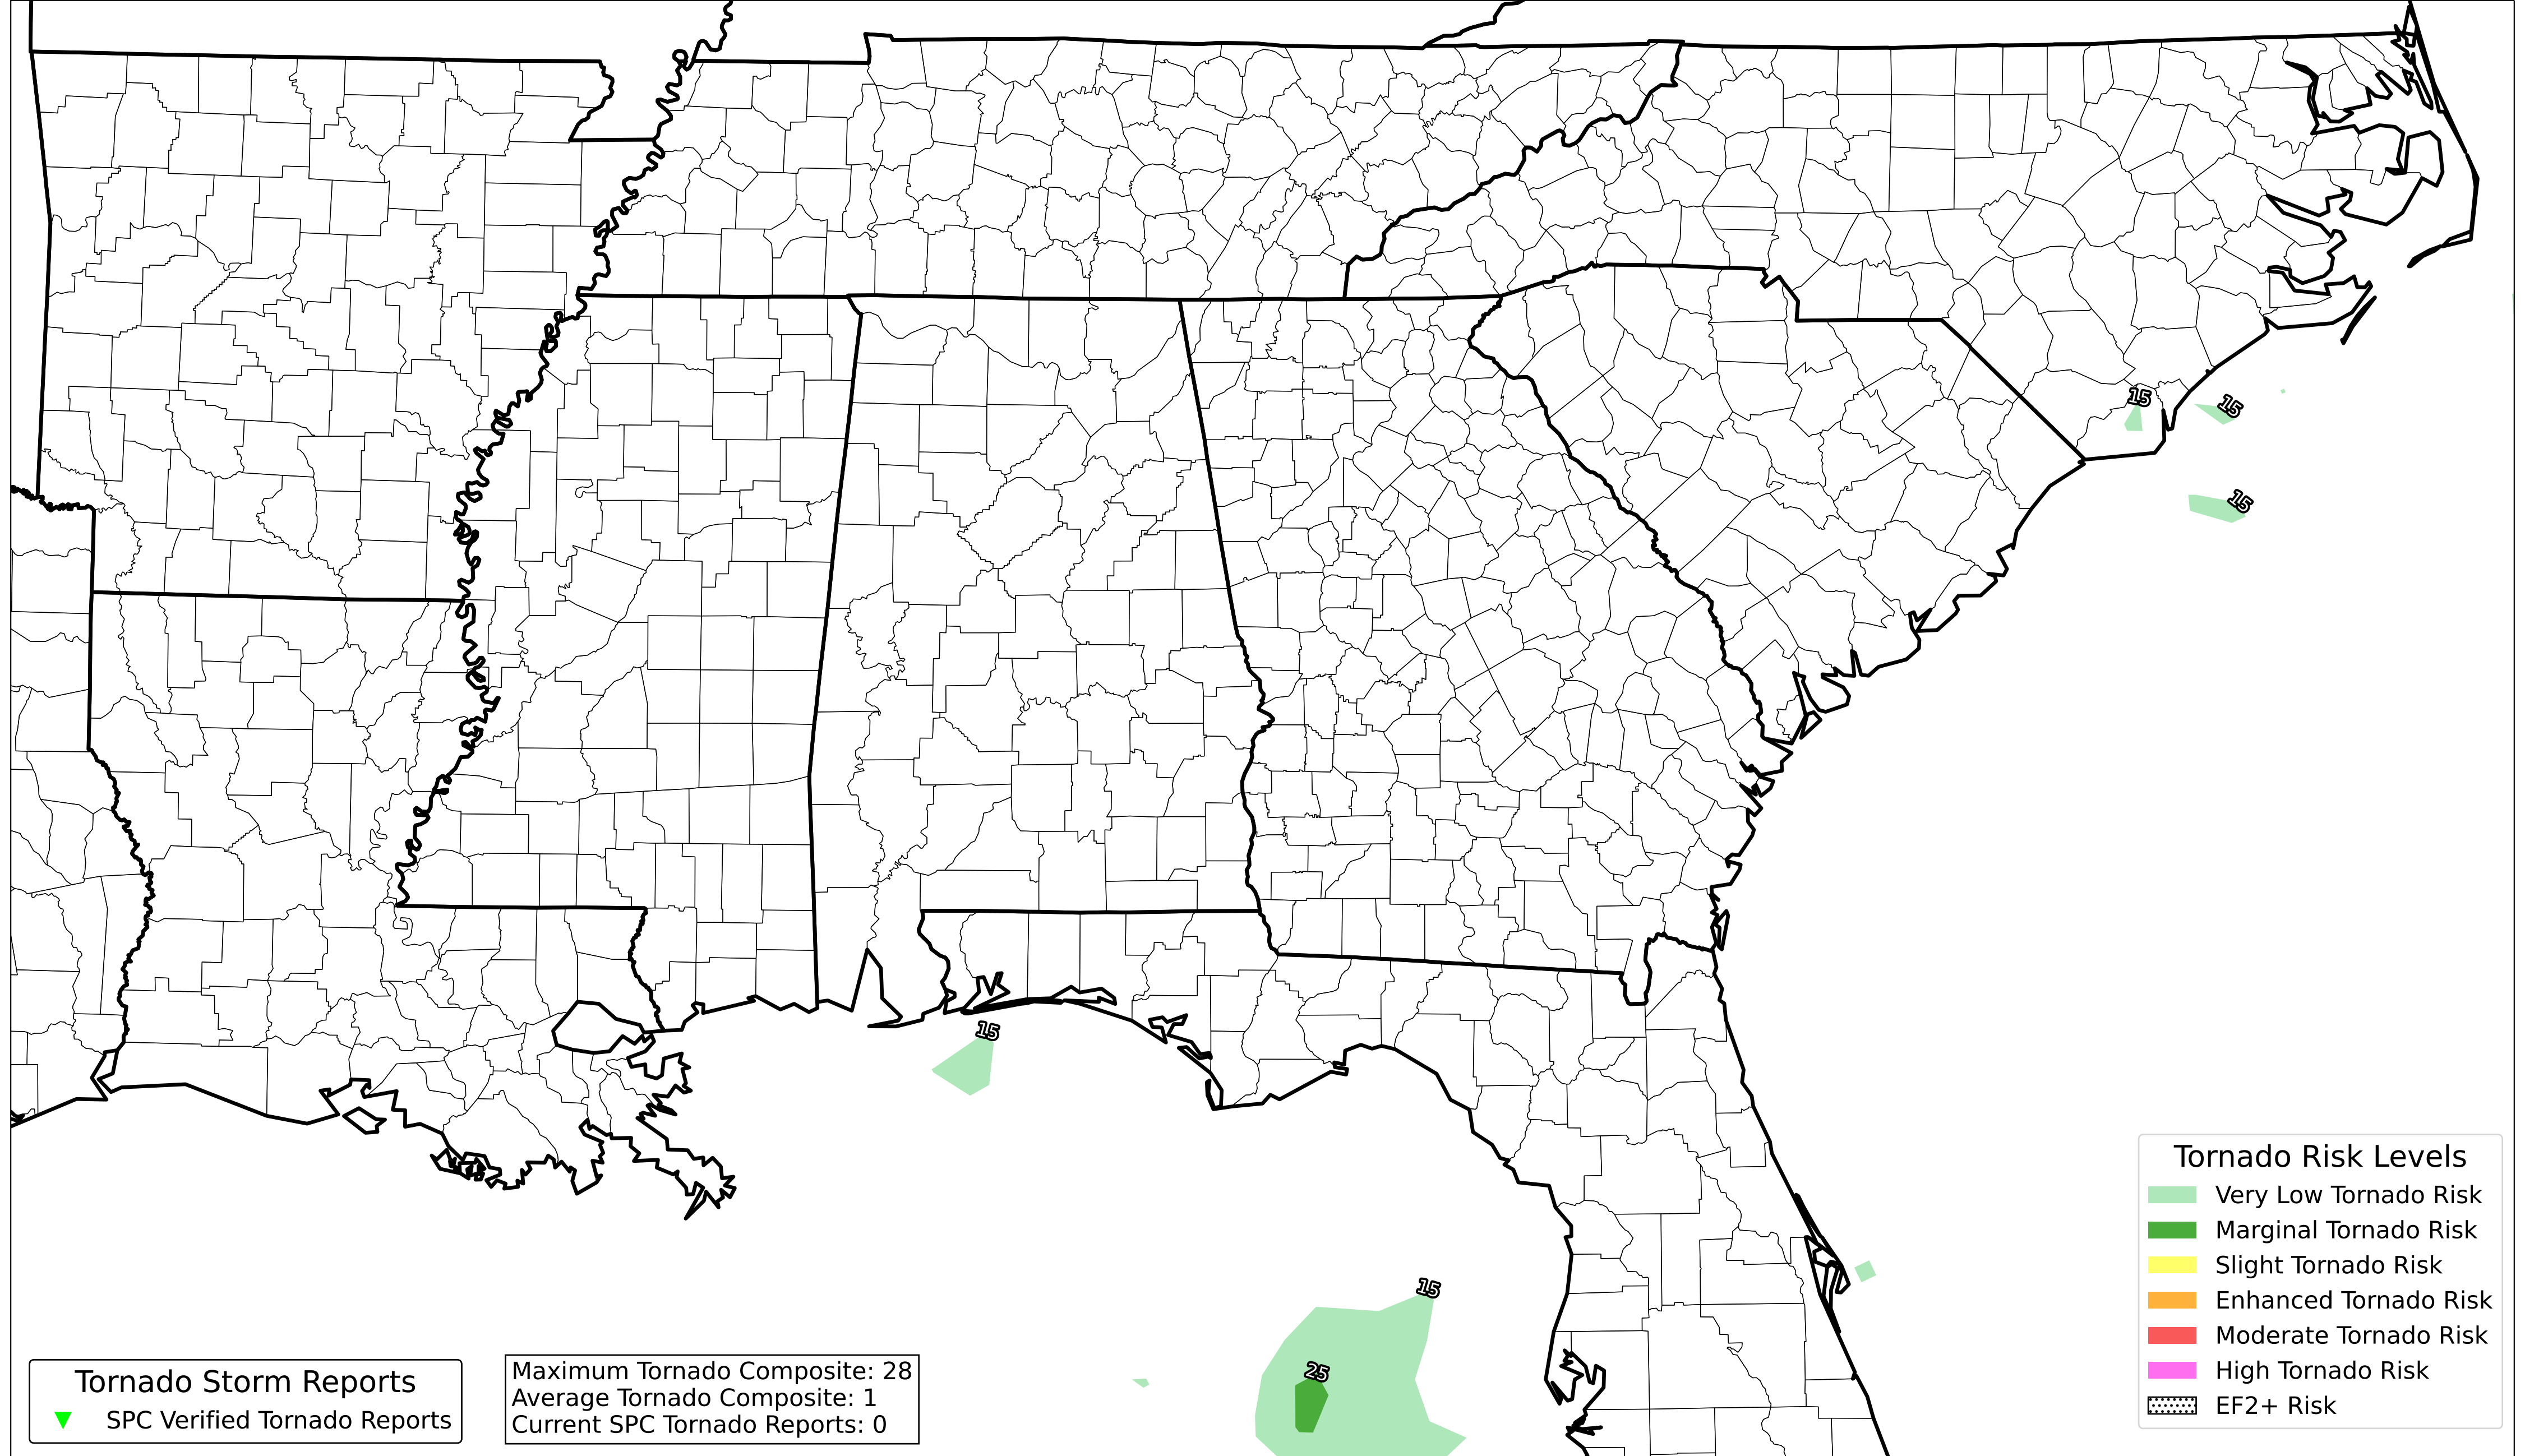 15
15
15
15
15
25
Tornado Risk Levels
Very Low Tornado Risk
Marginal Tornado Risk
Slight Tornado Risk
Enhanced Tornado Risk
Moderate Tornado Risk
High Tornado Risk
EF2+ Risk
Tornado Storm Reports
SPC Verified Tornado Reports
Maximum Tornado Composite: 28
Average Tornado Composite: 1
Current SPC Tornado Reports: 0